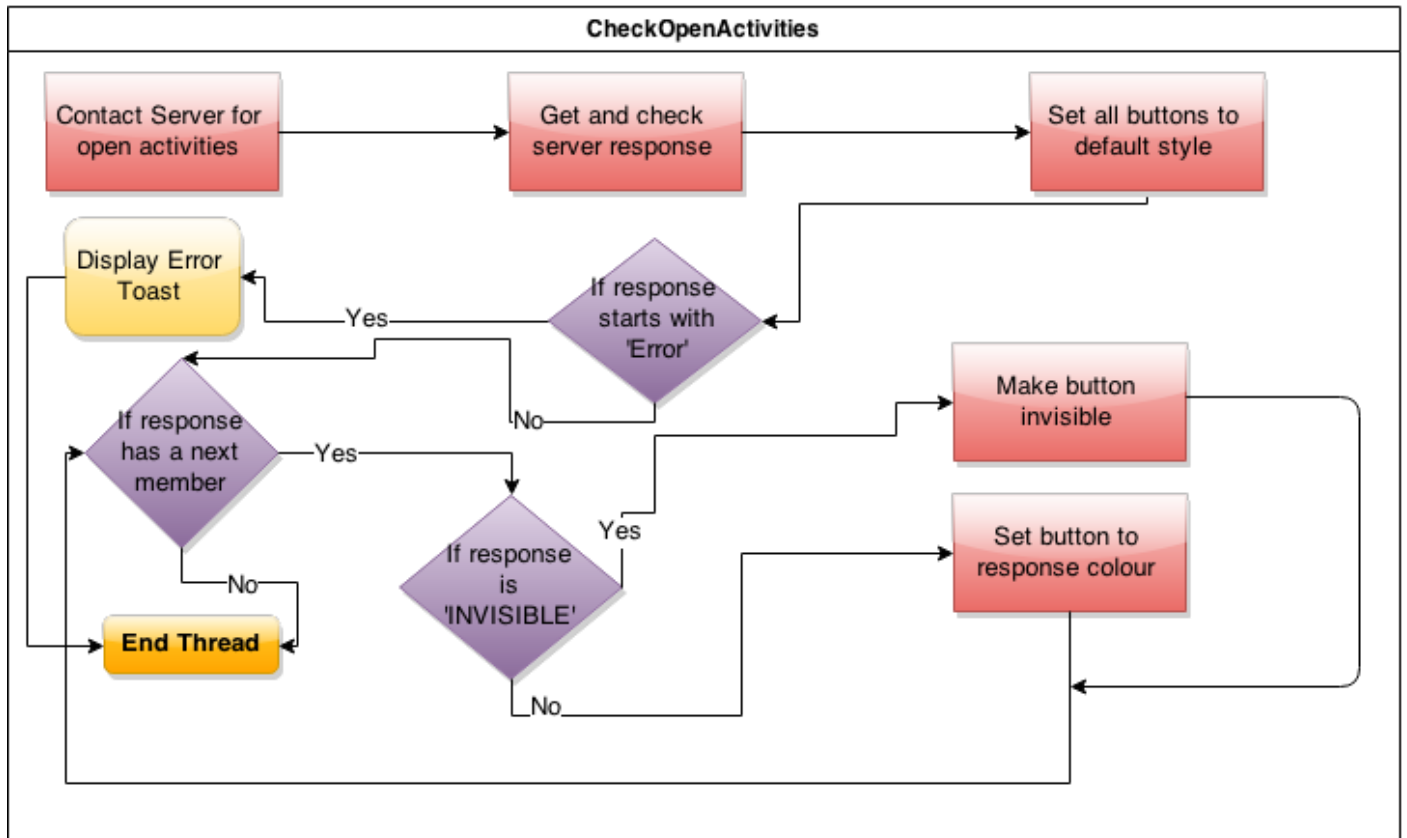 CheckOpenActivities
Contact Server for
open activities
Get and check
server response
Set all buttons to
default style
Display Error
Toast
If response
starts with
'Error'
Yes
No
If response
has a next
member
Yes
No
End Thread
If response
is
'INVISIBLE'
Yes
No
Make button
invisible
Set button to
response colour